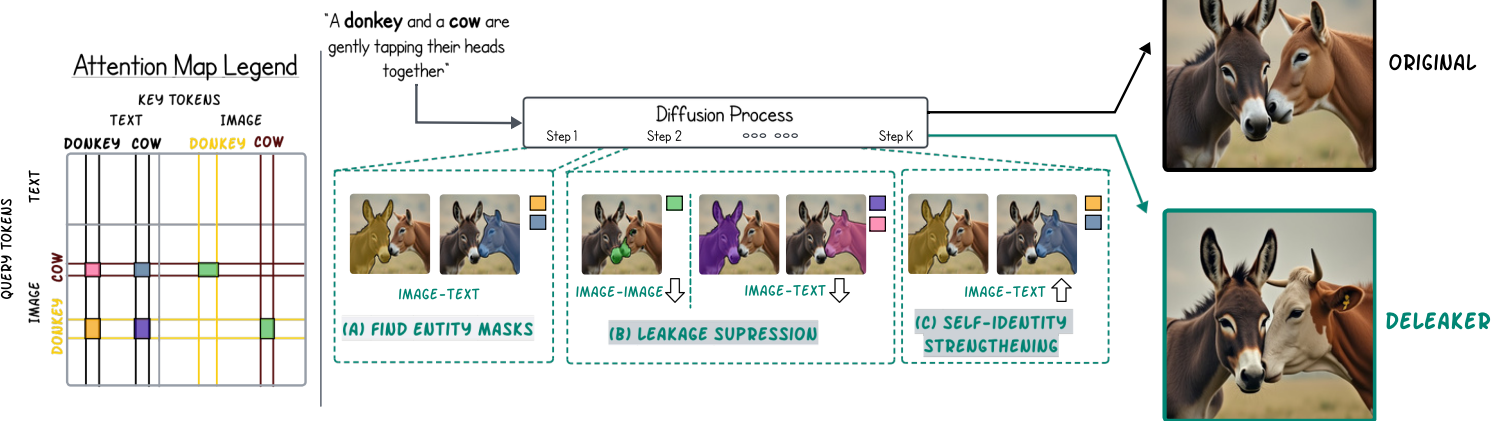 Attention Map Legend
KEY TOKENS
TEXT
IMAGE
DONKEY
COW
DONKEY
COW
QUERY TOKENS
TEXT
IMAGE
COW
DONKEY
"A donkey and a cow are
gently tapping their heads
together"
Diffusion Process
Step 1
Step 2
Step K
IMAGE-TEXT
(A) FIND ENTITY MASKS
IMAGE-IMAGE
IMAGE-TEXT
(B) LEAKAGE SUPRESSION
IMAGE-TEXT
(C) SELF-IDENTITY
STRENGTHENING
ORIGINAL
DELEAKER